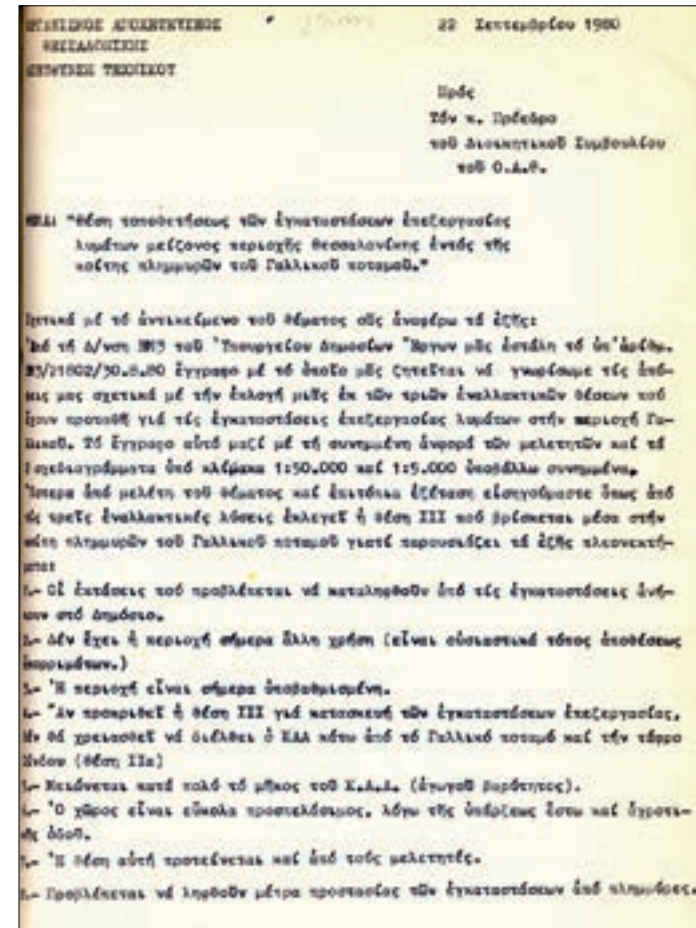 ΟΡΓΑΝΙΣΜΟΣ ΑΠΟΧΕΤΕΥΣΕΩΣ 22 Σεπτεμβρίου 1980
ΘΕΣΣΑΛΟΝΙΚΗΣ
ΔΙΕΥΘΥΝΣΗ ΤΕΧΝΙΚΟΥ
Πρός
Τόν κ. Πρόεδρο
τοῦ Διοικητικοῦ Συμβουλίου
τοῦ Ο.Α.Θ.
ΘΕΜΑ: "Θέση τοποθετήσεως τῶν ἐγκαταστάσεων ἐπεξεργασίας
λυμάτων μείζονος περιοχῆς Θεσσαλονίκης ἐντός τῆς
κοίτης πλημμυρῶν τοῦ Γαλλικοῦ ποταμοῦ."
Σχετικά μέ τό ἀντικείμενο τοῦ θέματος σᾶς ἀναφέρω τά ἑξῆς:
Ἀπό τή Δ/νση τοῦ Ὑπουργείου Δημοσίων Ἔργων μᾶς ἐστάλη τό ὑπ'ἀριθμ.
/21802/30.8.80 ἔγγραφο μέ τό ὁποῖο μᾶς ζητεῖται νά γνωρίσωμε τίς ἀπό-
ψεις μας σχετικά μέ τήν ἐκλογή μιᾶς ἐκ τῶν τριῶν ἐναλλακτικῶν θέσεων πού
ἔχουν προταθῆ γιά τίς ἐγκαταστάσεις ἐπεξεργασίας λυμάτων στήν περιοχή Γα-
λλικοῦ. Τό ἔγγραφο αὐτό μαζί μέ τή συνημμένη ἀναφορά τῶν μελετητῶν καί τά
σχεδιαγράμματα ὑπό κλίμακα 1:50.000 καί 1:5.000 ὑποβάλλω συνημμένα.
Ὕστερα ἀπό μελέτη τοῦ θέματος καί ἐπιτόπια ἐξέταση εἰσηγούμαστε ὅπως ἀπό
τίς τρεῖς ἐναλλακτικές λύσεις ἐκλεγεῖ ἡ θέση ΙΙΙ πού βρίσκεται μέσα στήν
κοίτη πλημμυρῶν τοῦ Γαλλικοῦ ποταμοῦ γιατί παρουσιάζει τά ἑξῆς πλεονεκτή-
ματα:
1.- Οἱ ἐκτάσεις πού προβλέπεται νά καταληφθοῦν ἀπό τίς ἐγκαταστάσεις ἀνή-
κουν στό Δημόσιο.
2.- Δέν ἔχει ἡ περιοχή σήμερα ἄλλη χρήση (εἶναι οὐσιαστικά τόπος ἀποθέσεως
ἀπορριμάτων.)
3.- Ἡ περιοχή εἶναι σήμερα ὑποβαθμισμένη.
4.- Ἄν προκριθεῖ ἡ θέση ΙΙΙ γιά κατασκευή τῶν ἐγκαταστάσεων ἐπεξεργασίας,
δέν θά χρειασθεῖ νά διέλθει ὁ ΚΑΑ κάτω ἀπό τό Γαλλικό ποταμό καί τήν τάφρο
(θέση ΙΙα)
5.- Μειώνεται κατά πολύ τό μῆκος τοῦ Κ.Α.Α. (ἀγωγοῦ βαρύτητος).
6.- Ὁ χῶρος εἶναι εὔκολα προσπελάσιμος, λόγω τῆς ὑπάρξεως ἔστω καί ἀγροτι-
κῆς ὁδοῦ.
7.- Ἡ θέση αὐτή προτείνεται καί ἀπό τούς μελετητές.
8.- Προβλέπεται νά ληφθοῦν μέτρα προστασίας τῶν ἐγκαταστάσεων ἀπό πλημμύρες.